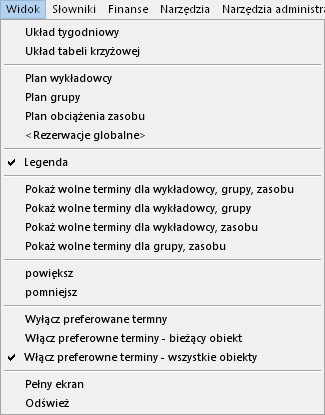 Widok Słowniki Finanse Narzędzia Narzędzia administra
Układ tygodniowy
Układ tabeli krzyżowej
Plan wykładowcy
Plan grupy
Plan obciążenia zasobu
<Rezerwacje globalne>
Legenda
Pokaż wolne terminy dla wykładowcy, grupy, zasobu
Pokaż wolne terminy dla wykładowcy, grupy
Pokaż wolne terminy dla wykładowcy, zasobu
Pokaż wolne terminy dla grupy, zasobu
powiększ
pomniejsz
Wyłącz preferowane termny
Włącz preferowne terminy - bieżący obiekt
Włącz preferowne terminy - wszystkie obiekty
Pełny ekran
Odśwież